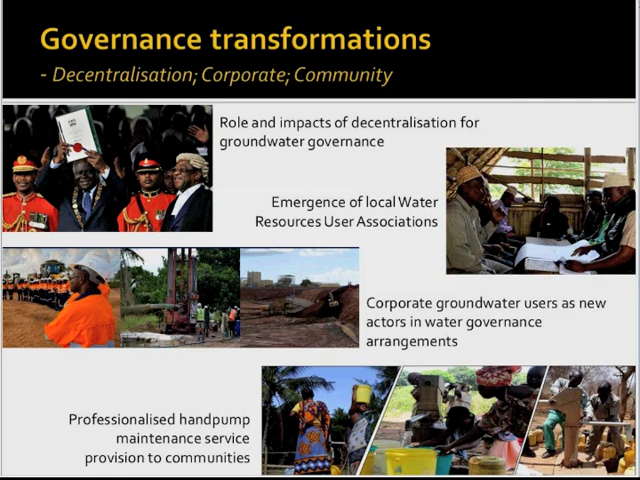 Governance transformations
- Decentralisation; Corporate; Community
Role and impacts of decentralisation for
groundwater governance
Emergence of local Water
Resources User Associations
Corporate groundwater users as new
actors in water governance
arrangements
Professionalised handpump
maintenance service
provision to communities